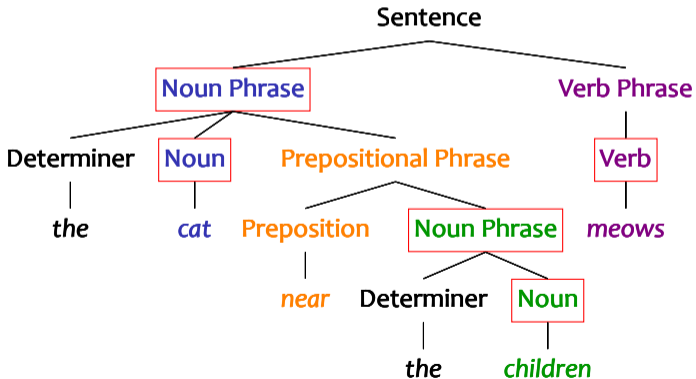 Sentence
Noun Phrase Verb Phrase
Determiner Noun Prepositional Phrase Verb
the cat Preposition Noun Phrase meows
near Determiner Noun
the children